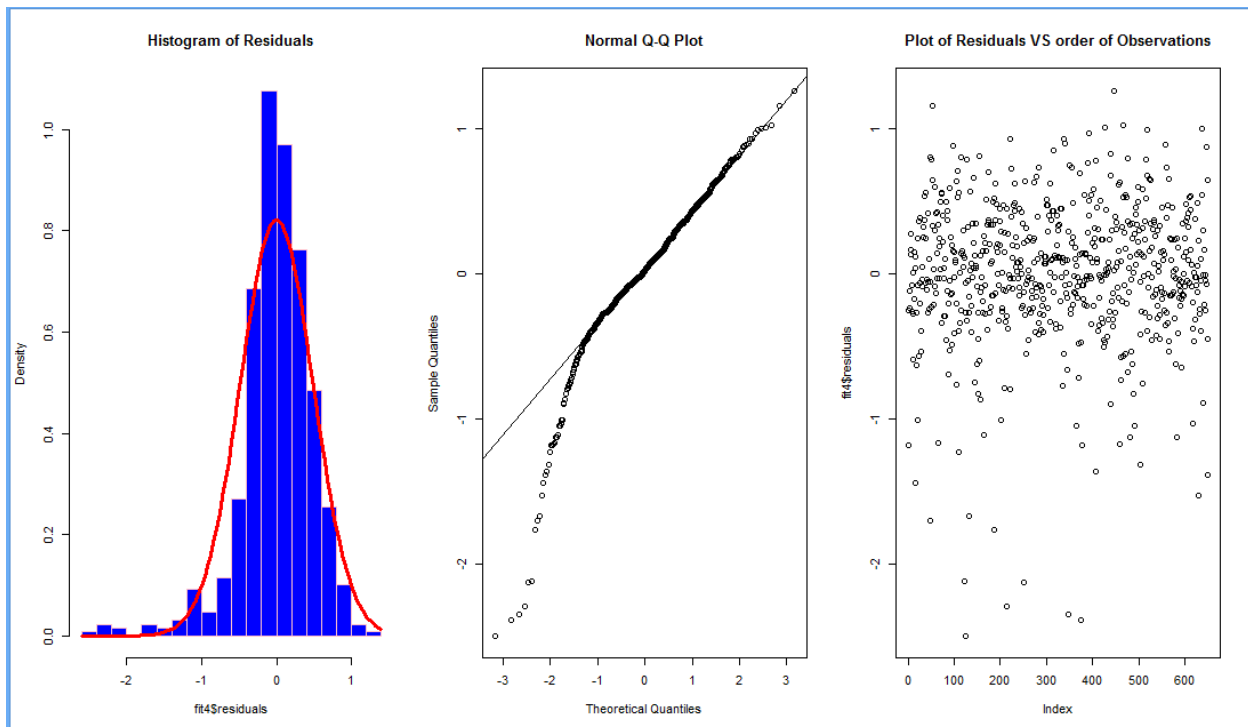 Histogram of Residuals
Density
0.0 0.2 0.4 0.6 0.8 1.0
-2 -1 0 1
fit4$residuals
Normal Q-Q Plot
Sample Quantiles
-2 -1 0 1
-3 -2 -1 0 1 2 3
Theoretical Quantiles
Plot of Residuals VS order of Observations
fit4$residuals
-2 -1 0 1
0 100 200 300 400 500 600
Index